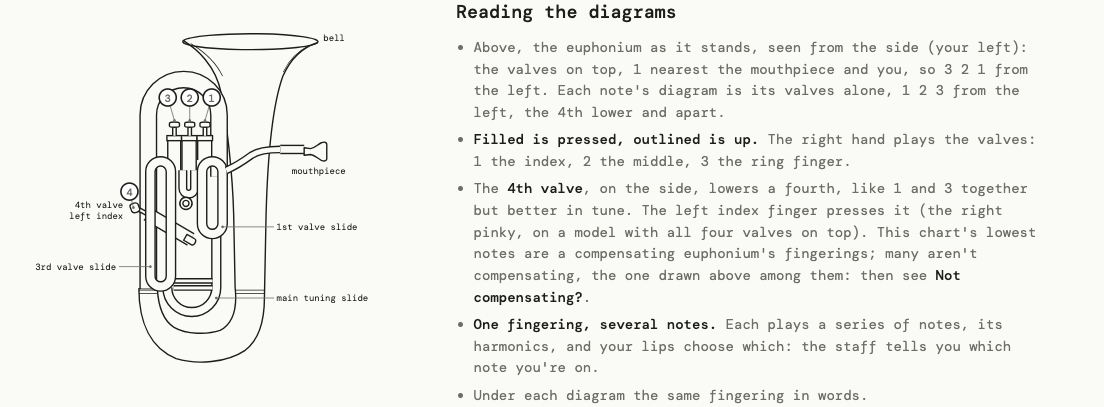 bell
3 2 1
mouthpiece
4
4th valve
left index
1st valve slide
3rd valve slide
main tuning slide
Reading the diagrams
• Above, the euphonium as it stands, seen from the side (your left):
the valves on top, 1 nearest the mouthpiece and you, so 3 2 1 from
the left. Each note's diagram is its valves alone, 1 2 3 from the
left, the 4th lower and apart.
• Filled is pressed, outlined is up. The right hand plays the valves:
1 the index, 2 the middle, 3 the ring finger.
• The 4th valve, on the side, lowers a fourth, like 1 and 3 together
but better in tune. The left index finger presses it (the right
pinky, on a model with all four valves on top). This chart's lowest
notes are a compensating euphonium's fingerings; many aren't
compensating, the one drawn above among them: then see Not
compensating?.
• One fingering, several notes. Each plays a series of notes, its
harmonics, and your lips choose which: the staff tells you which
note you're on.
• Under each diagram the same fingering in words.